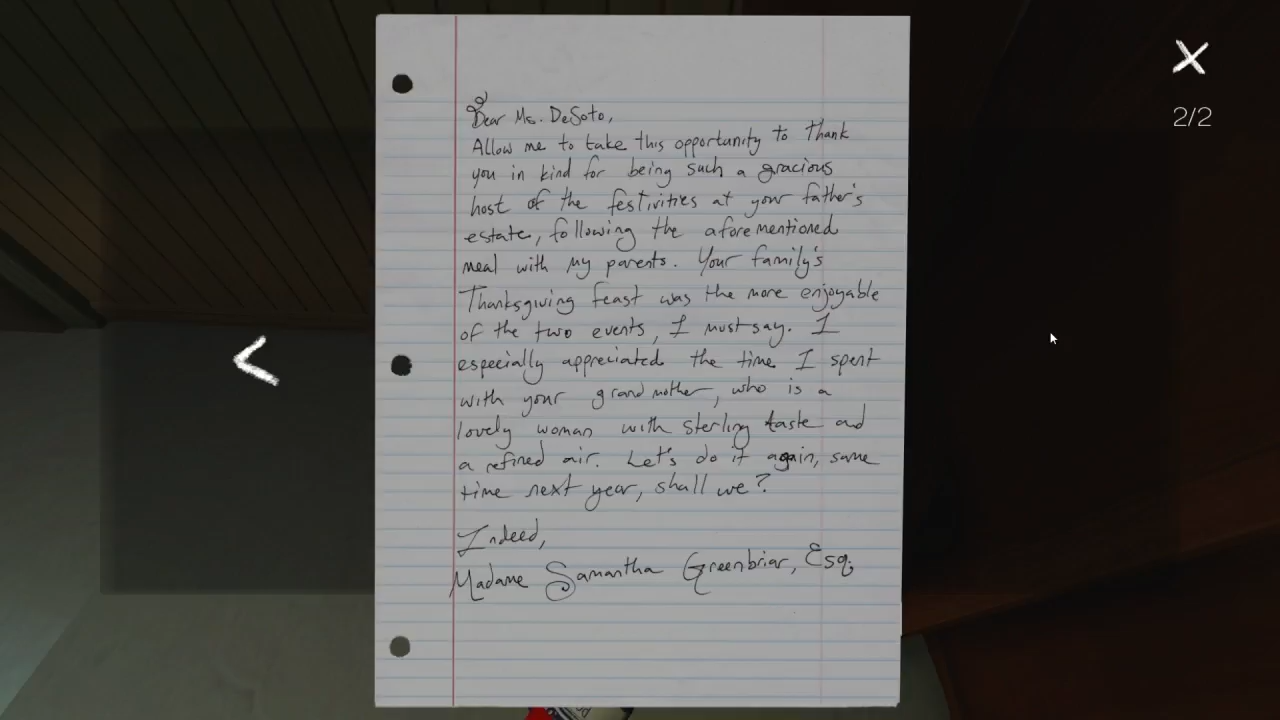 2/2
Dear Ms. DeSoto,
Allow me to take this opportunity to thank
you in kind for being such a gracious
host of the festivities at your father's
estate, following the aforementioned
meal with my parents. Your family's
Thanksgiving feast was the more enjoyable
of the two events, I must say. I
especially appreciated the time I spent
with your grandmother, who is a
lovely woman with sterling taste and
a refined air. Let's do it again, same
time next year, shall we?
Indeed,
Madame Samantha Greenbriar, Esq.